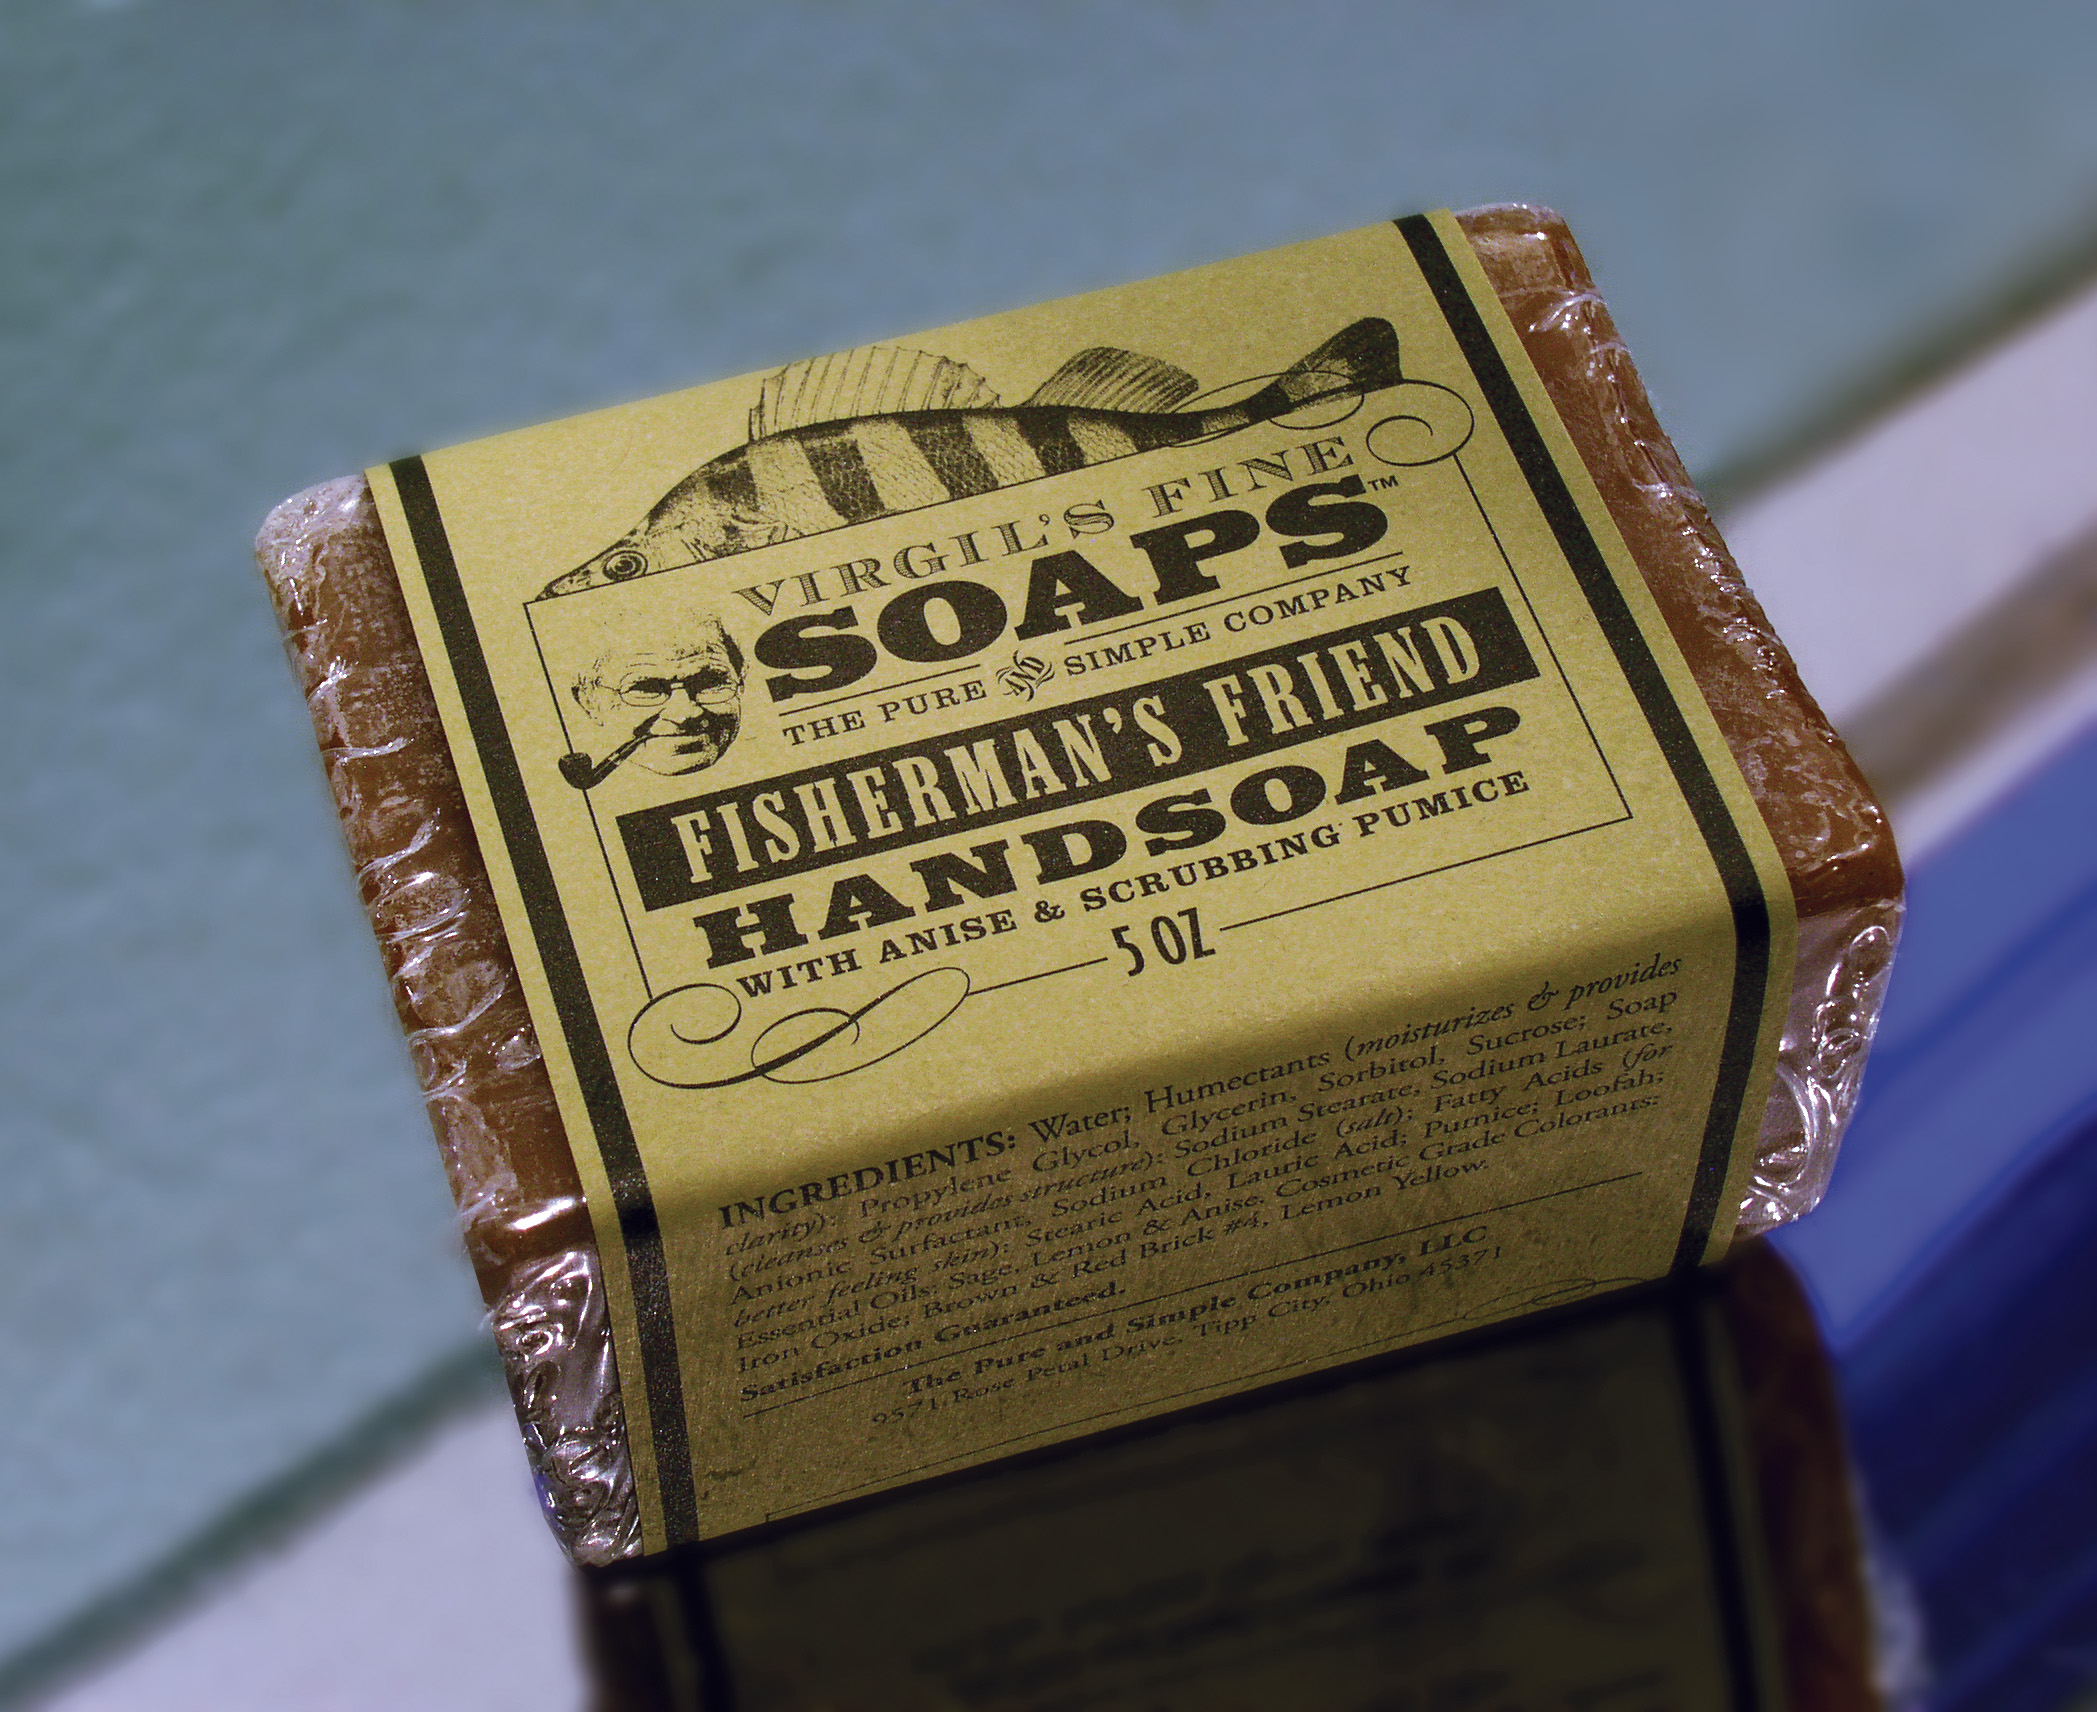 VIRGIL'S FINE
SOAPS™
THE PURE AND SIMPLE COMPANY
FISHERMAN'S FRIEND
HANDSOAP
WITH ANISE & SCRUBBING PUMICE
5 OZ
INGREDIENTS: Water; Humectants (moisturizes & provides
clarity): Propylene Glycol, Glycerin, Sorbitol, Sucrose; Soap
(cleanses & provides structure): Sodium Stearate, Sodium Laurate,
Anionic Surfactant, Sodium Chloride (salt); Fatty Acids (for
better feeling skin): Stearic Acid, Lauric Acid; Pumice; Loofah;
Essential Oils: Sage, Lemon & Anise. Cosmetic Grade Colorants:
Iron Oxide; Brown & Red Brick #4, Lemon Yellow.
Satisfaction Guaranteed.
The Pure and Simple Company, LLC
9571 Rose Petal Drive, Tipp City, Ohio 45371